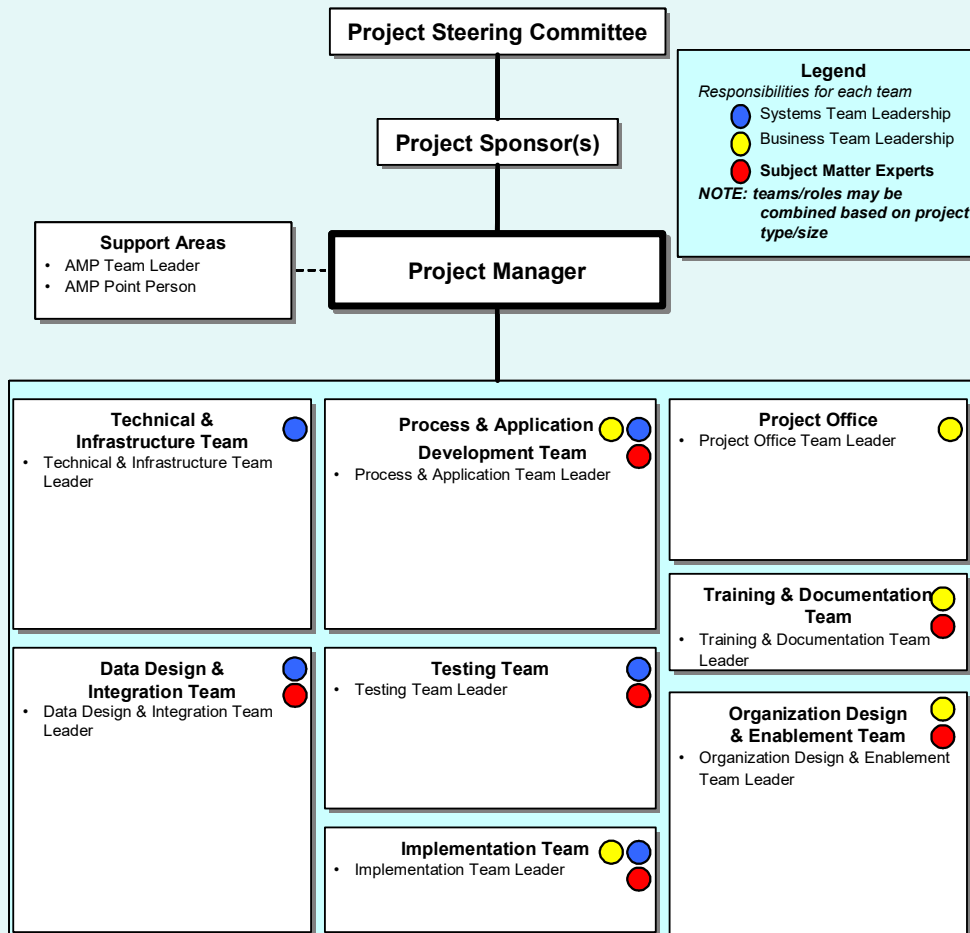 Project Steering Committee
Project Sponsor(s)
Legend
Responsibilities for each team
Systems Team Leadership
Business Team Leadership
Subject Matter Experts
NOTE: teams/roles may be
combined based on project
type/size
Support Areas
• AMP Team Leader
• AMP Point Person
Project Manager
Technical &
Infrastructure Team
• Technical & Infrastructure Team
Leader
Process & Application
Development Team
• Process & Application Team Leader
Project Office
• Project Office Team Leader
Training & Documentation
Team
• Training & Documentation Team
Leader
Data Design &
Integration Team
• Data Design & Integration Team
Leader
Testing Team
• Testing Team Leader
Organization Design
& Enablement Team
• Organization Design & Enablement
Team Leader
Implementation Team
• Implementation Team Leader